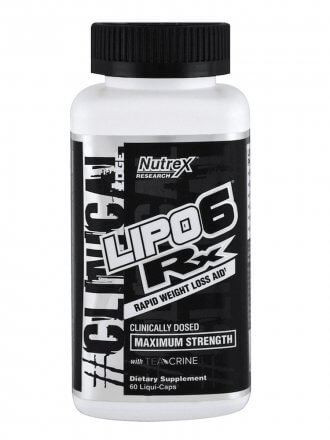 #CLINICAL
EDGE
Nutrex
RESEARCH
LIPO6
Rx
RAPID WEIGHT LOSS AID†
CLINICALLY DOSED
MAXIMUM STRENGTH
with TEACRINE
Dietary Supplement
60 Liqui-Caps